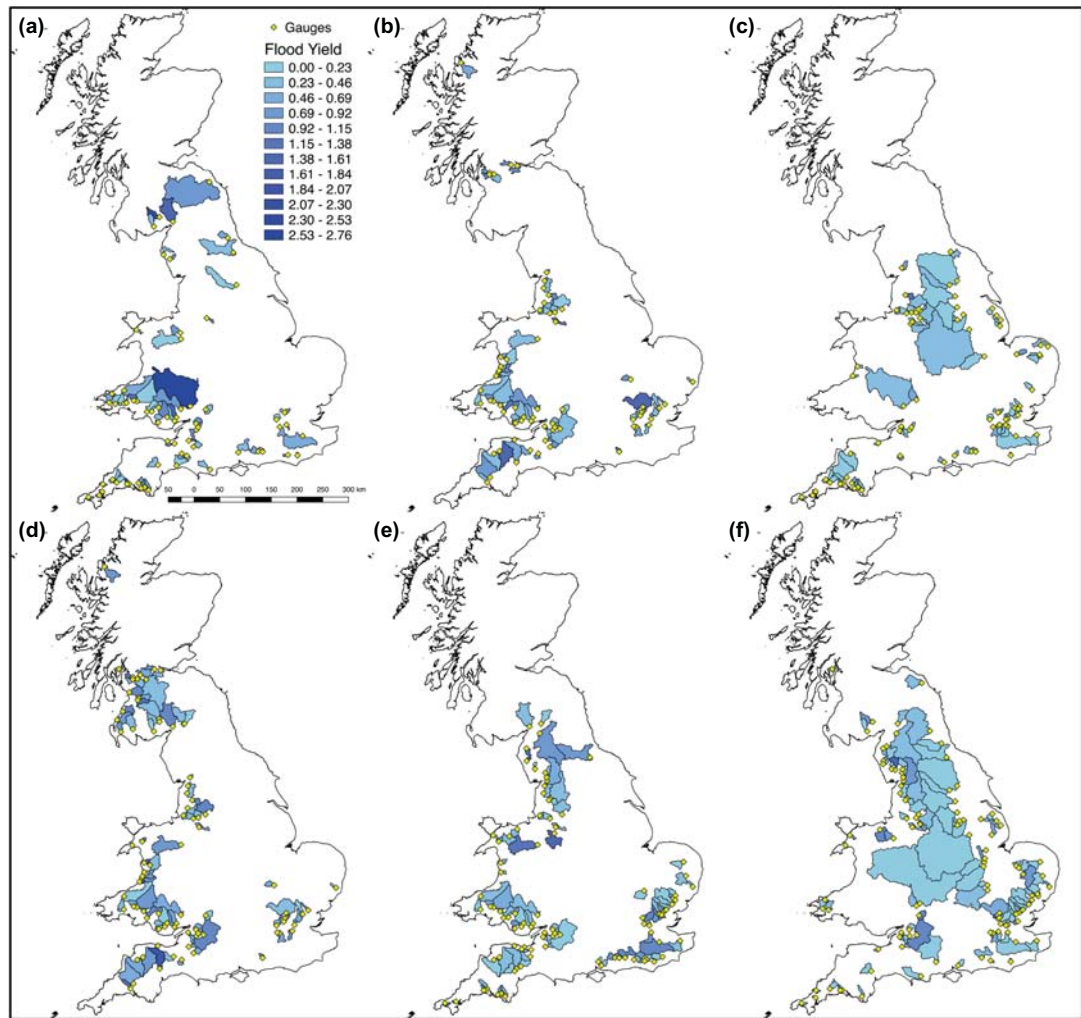 (a)
Gauges
Flood Yield
0.00 - 0.23
0.23 - 0.46
0.46 - 0.69
0.69 - 0.92
0.92 - 1.15
1.15 - 1.38
1.38 - 1.61
1.61 - 1.84
1.84 - 2.07
2.07 - 2.30
2.30 - 2.53
2.53 - 2.76
50 0 50 100 150 200 250 300 km
(b)
(c)
(d)
(e)
(f)